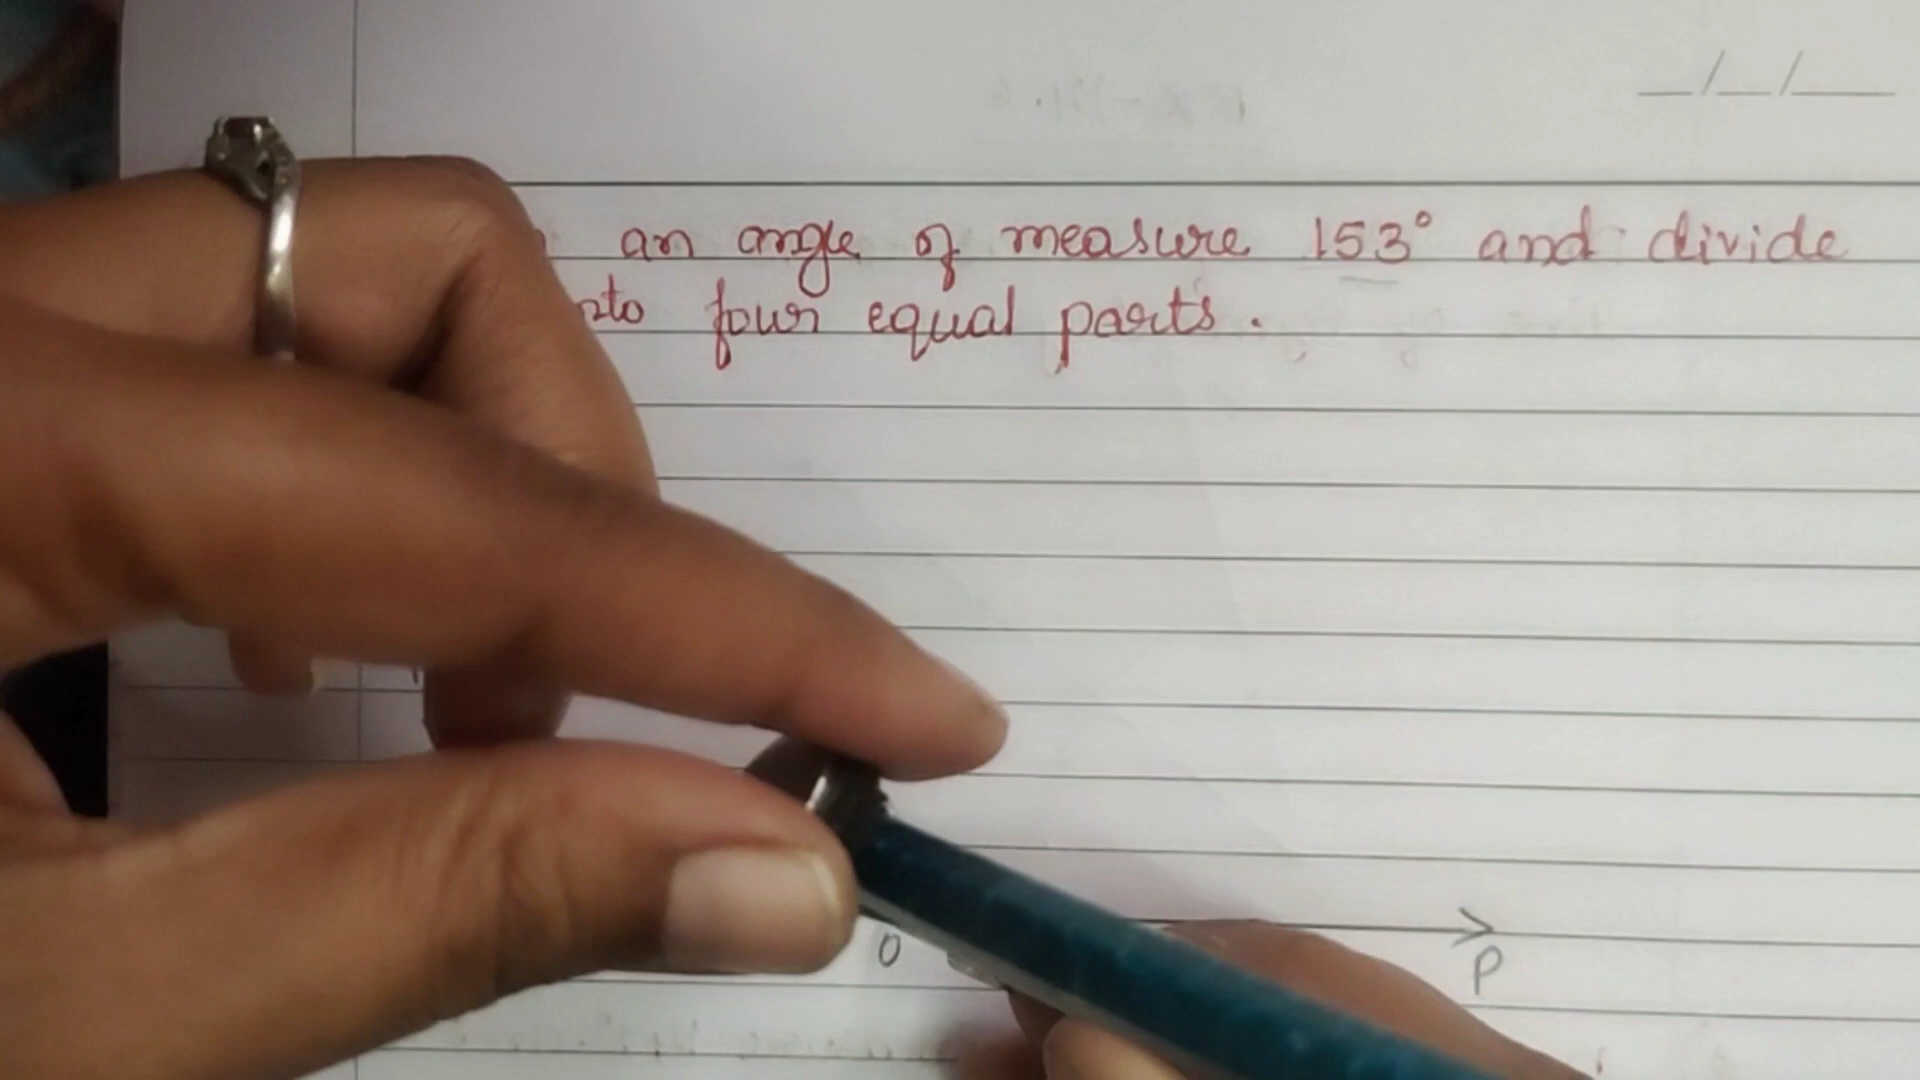 an angle of measure 153° and divide
four equal parts.
O
P